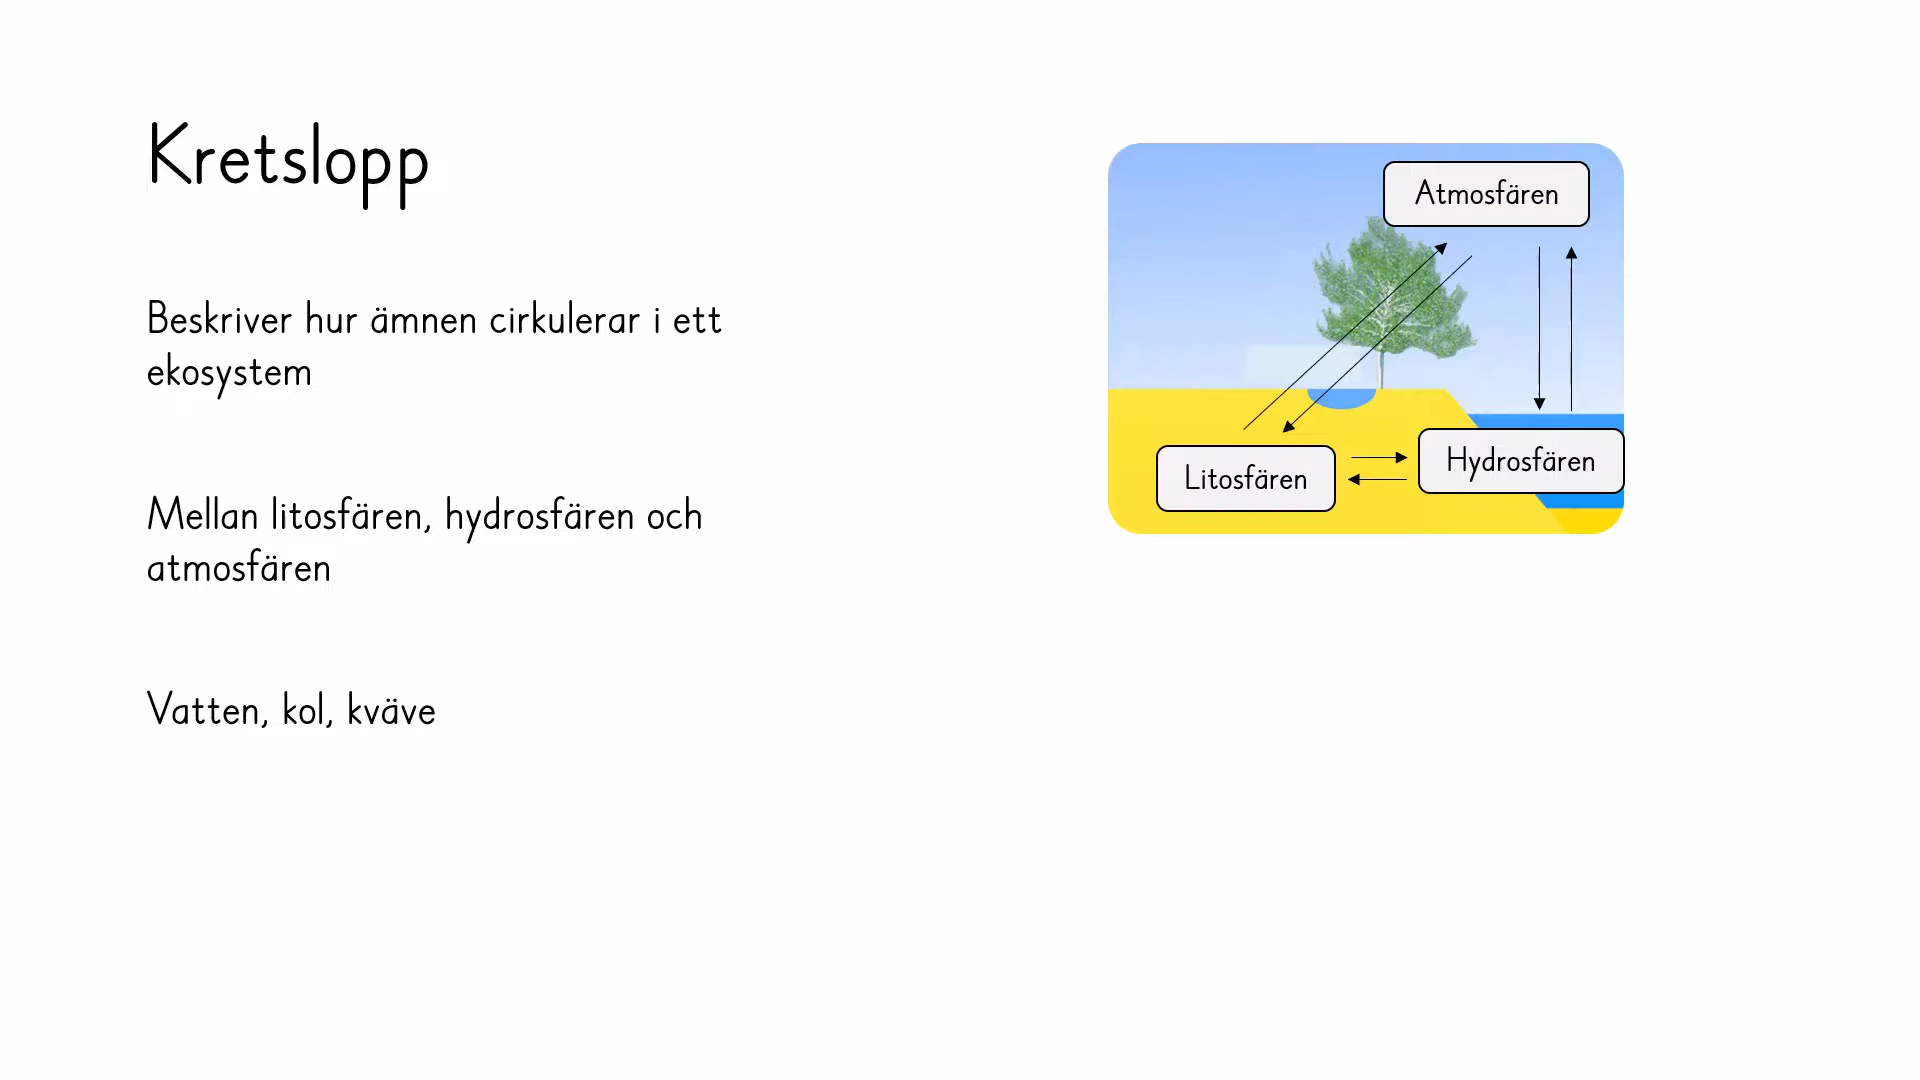 Kretslopp
Beskriver hur ämnen cirkulerar i ett
ekosystem
Mellan litosfären, hydrosfären och
atmosfären
Vatten, kol, kväve
Atmosfären
Hydrosfären
Litosfären